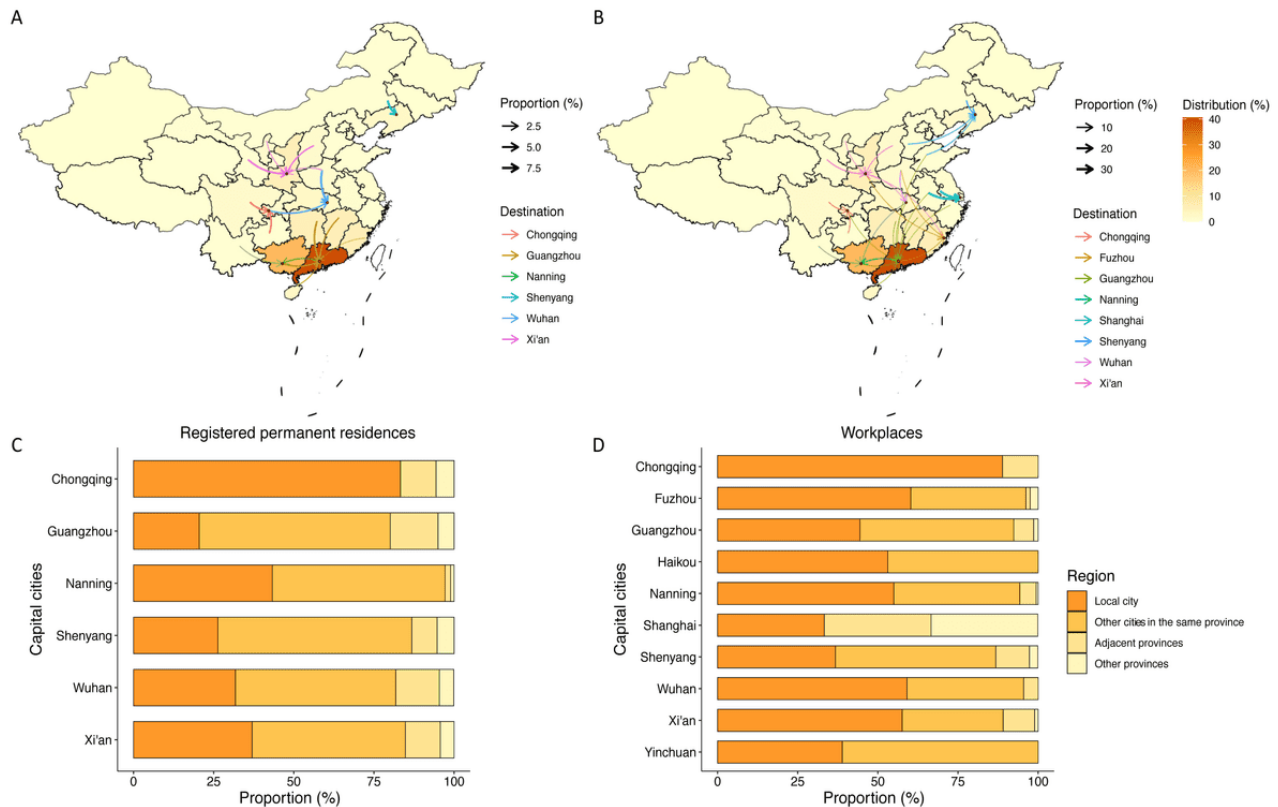 A
Proportion (%)
2.5
5.0
7.5
Destination
Chongqing
Guangzhou
Nanning
Shenyang
Wuhan
Xi'an
B
Proportion (%)
10
20
30
Distribution (%)
40
30
20
10
0
Destination
Chongqing
Fuzhou
Guangzhou
Nanning
Shanghai
Shenyang
Wuhan
Xi'an
C
Registered permanent residences
Capital cities
Chongqing
Guangzhou
Nanning
Shenyang
Wuhan
Xi'an
0 25 50 75 100
Proportion (%)
D
Workplaces
Capital cities
Chongqing
Fuzhou
Guangzhou
Haikou
Nanning
Shanghai
Shenyang
Wuhan
Xi'an
Yinchuan
0 25 50 75 100
Proportion (%)
Region
Local city
Other cities in the same province
Adjacent provinces
Other provinces